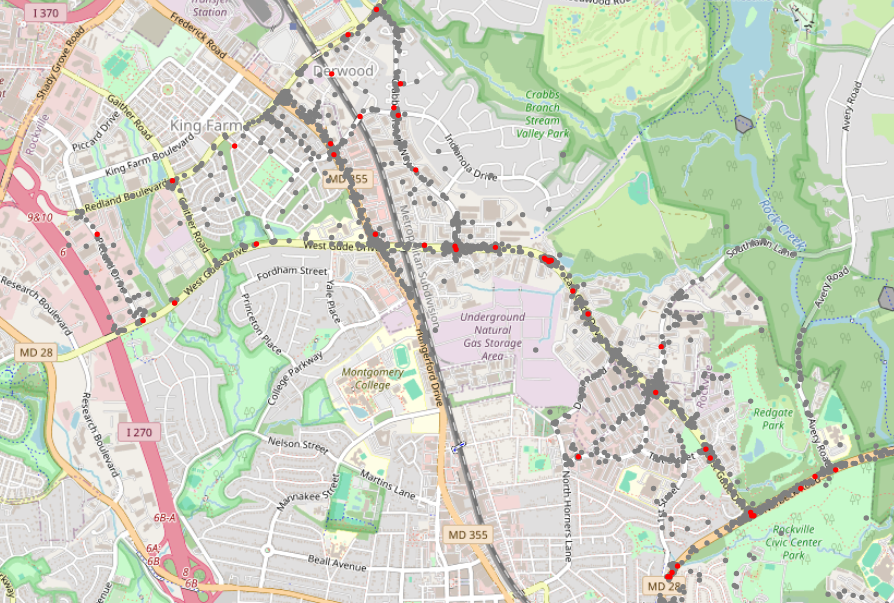 I 370
Station
Frederick Road
Shady Grove Road
Derwood
Gaither Road
Piccard Drive
Rockville
King Farm
King Farm Boulevard
Crabbs
Branch
Stream
Valley Park
Avery Road
Indianola Drive
MD 355
Redland Boulevard
9&10
6
Gaither Road
Rock Creek
Southlawn Lane
West Gude Drive
West Gude Drive
Metropolitan Subdivision
Fordham Street
Yale Place
Research Boulevard
Princeton Place
Avery Road
Underground
Natural
Gas Storage
Area
MD 28
College Parkway
Hungerford Drive
Montgomery
College
Rockville
Research Boulevard
I 270
Redgate
Park
Avery Road
Nelson Street
Martins Lane
Mannakee Street
North Horners Lane
6B-A
MD 355
Rockville
Civic Center
Park
6A
6B
8
6B
Beall Avenue
MD 28